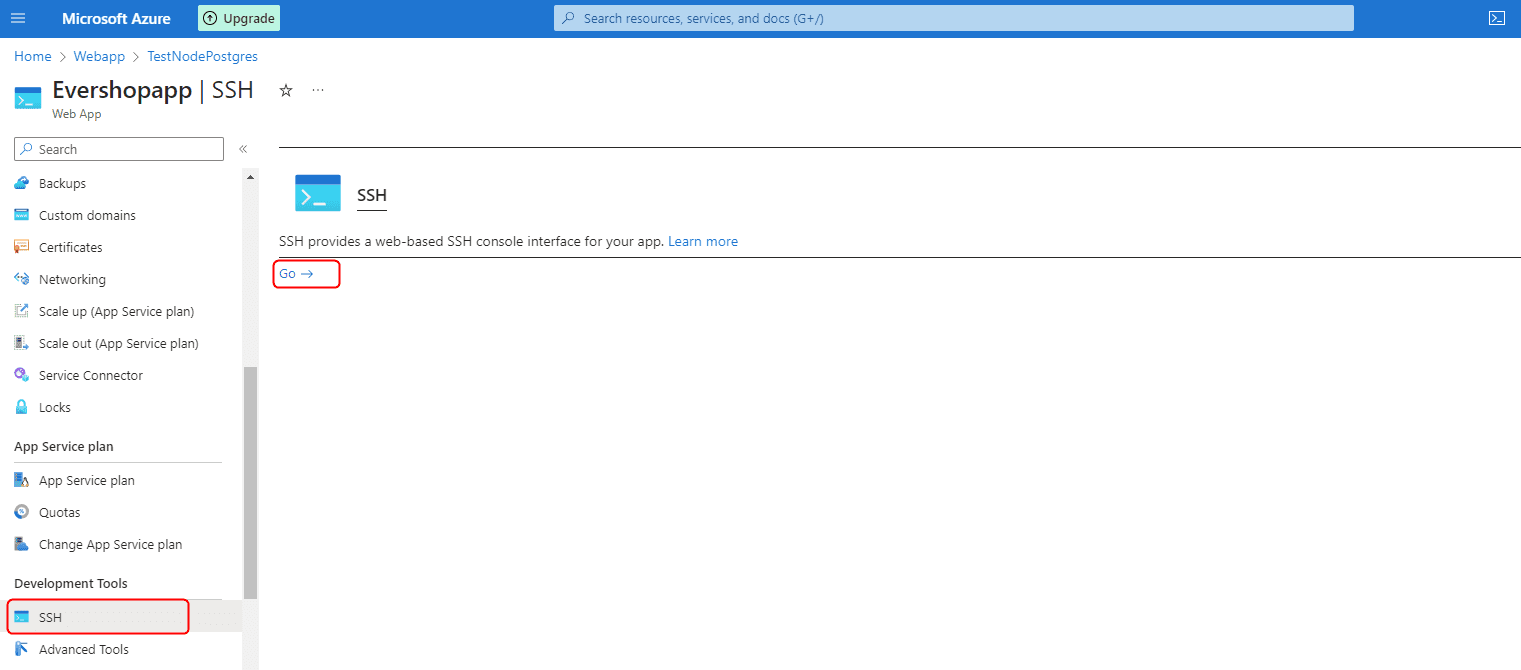 Microsoft Azure
Upgrade
Search resources, services, and docs (G+/)
Home > Webapp > TestNodePostgres
Evershopapp | SSH
...
Web App
Search
«
Backups
Custom domains
Certificates
Networking
Scale up (App Service plan)
Scale out (App Service plan)
Service Connector
Locks
App Service plan
App Service plan
Quotas
Change App Service plan
Development Tools
SSH
Advanced Tools
SSH
SSH provides a web-based SSH console interface for your app. Learn more
Go →